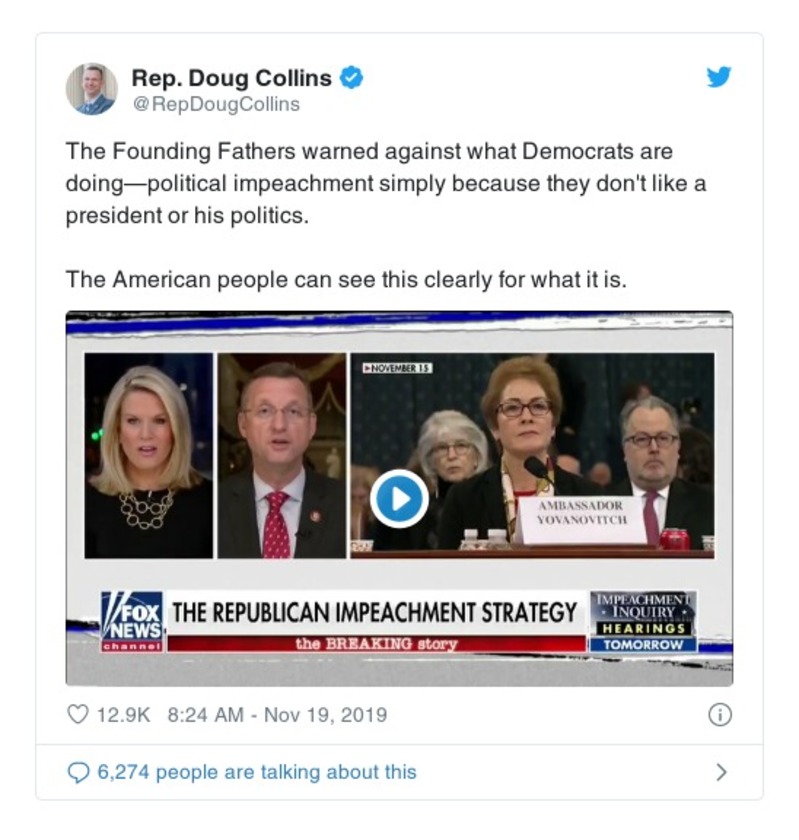 Rep. Doug Collins
@RepDougCollins
The Founding Fathers warned against what Democrats are
doing—political impeachment simply because they don't like a
president or his politics.
The American people can see this clearly for what it is.
NOVEMBER 15
AMBASSADOR
YOVANOVITCH
FOX
NEWS
channel
THE REPUBLICAN IMPEACHMENT STRATEGY
the BREAKING story
IMPEACHMENT
INQUIRY
HEARINGS
TOMORROW
12.9K 8:24 AM - Nov 19, 2019
6,274 people are talking about this